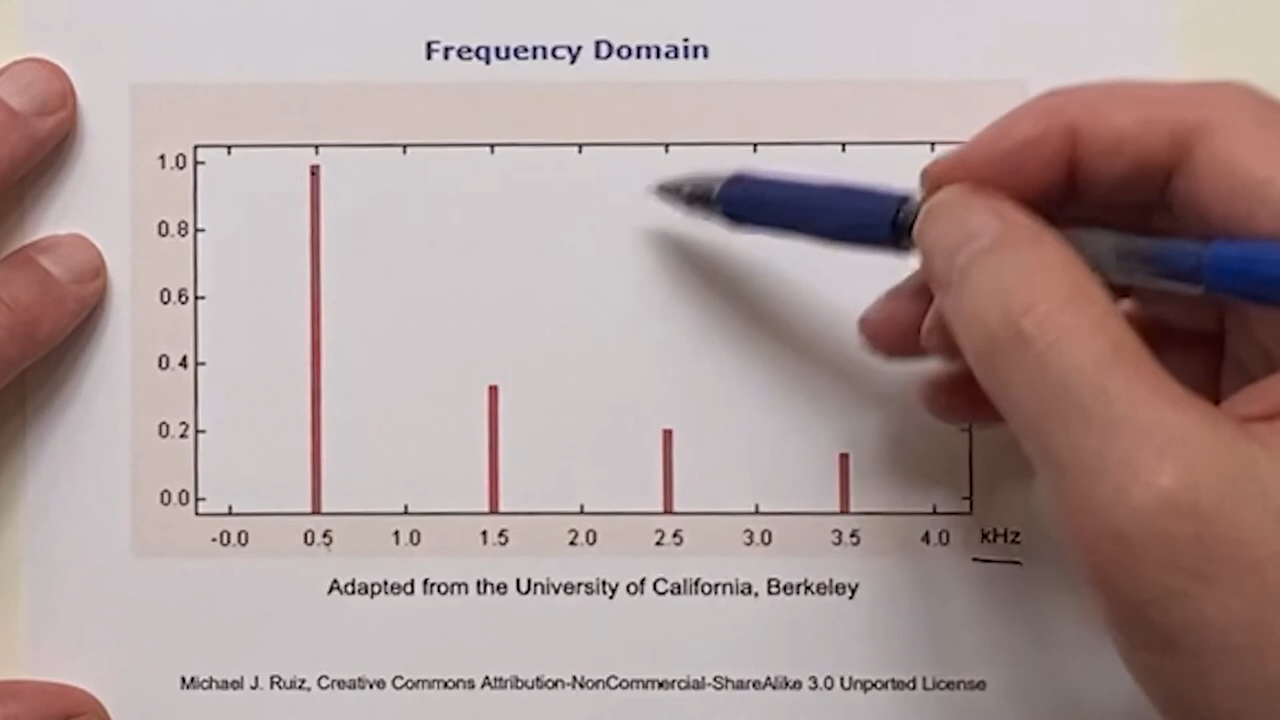 Frequency Domain
1.0
0.8
0.6
0.4
0.2
0.0
-0.0 0.5 1.0 1.5 2.0 2.5 3.0 3.5 4.0 kHz
Adapted from the University of California, Berkeley
Michael J. Ruiz, Creative Commons Attribution-NonCommercial-ShareAlike 3.0 Unported License